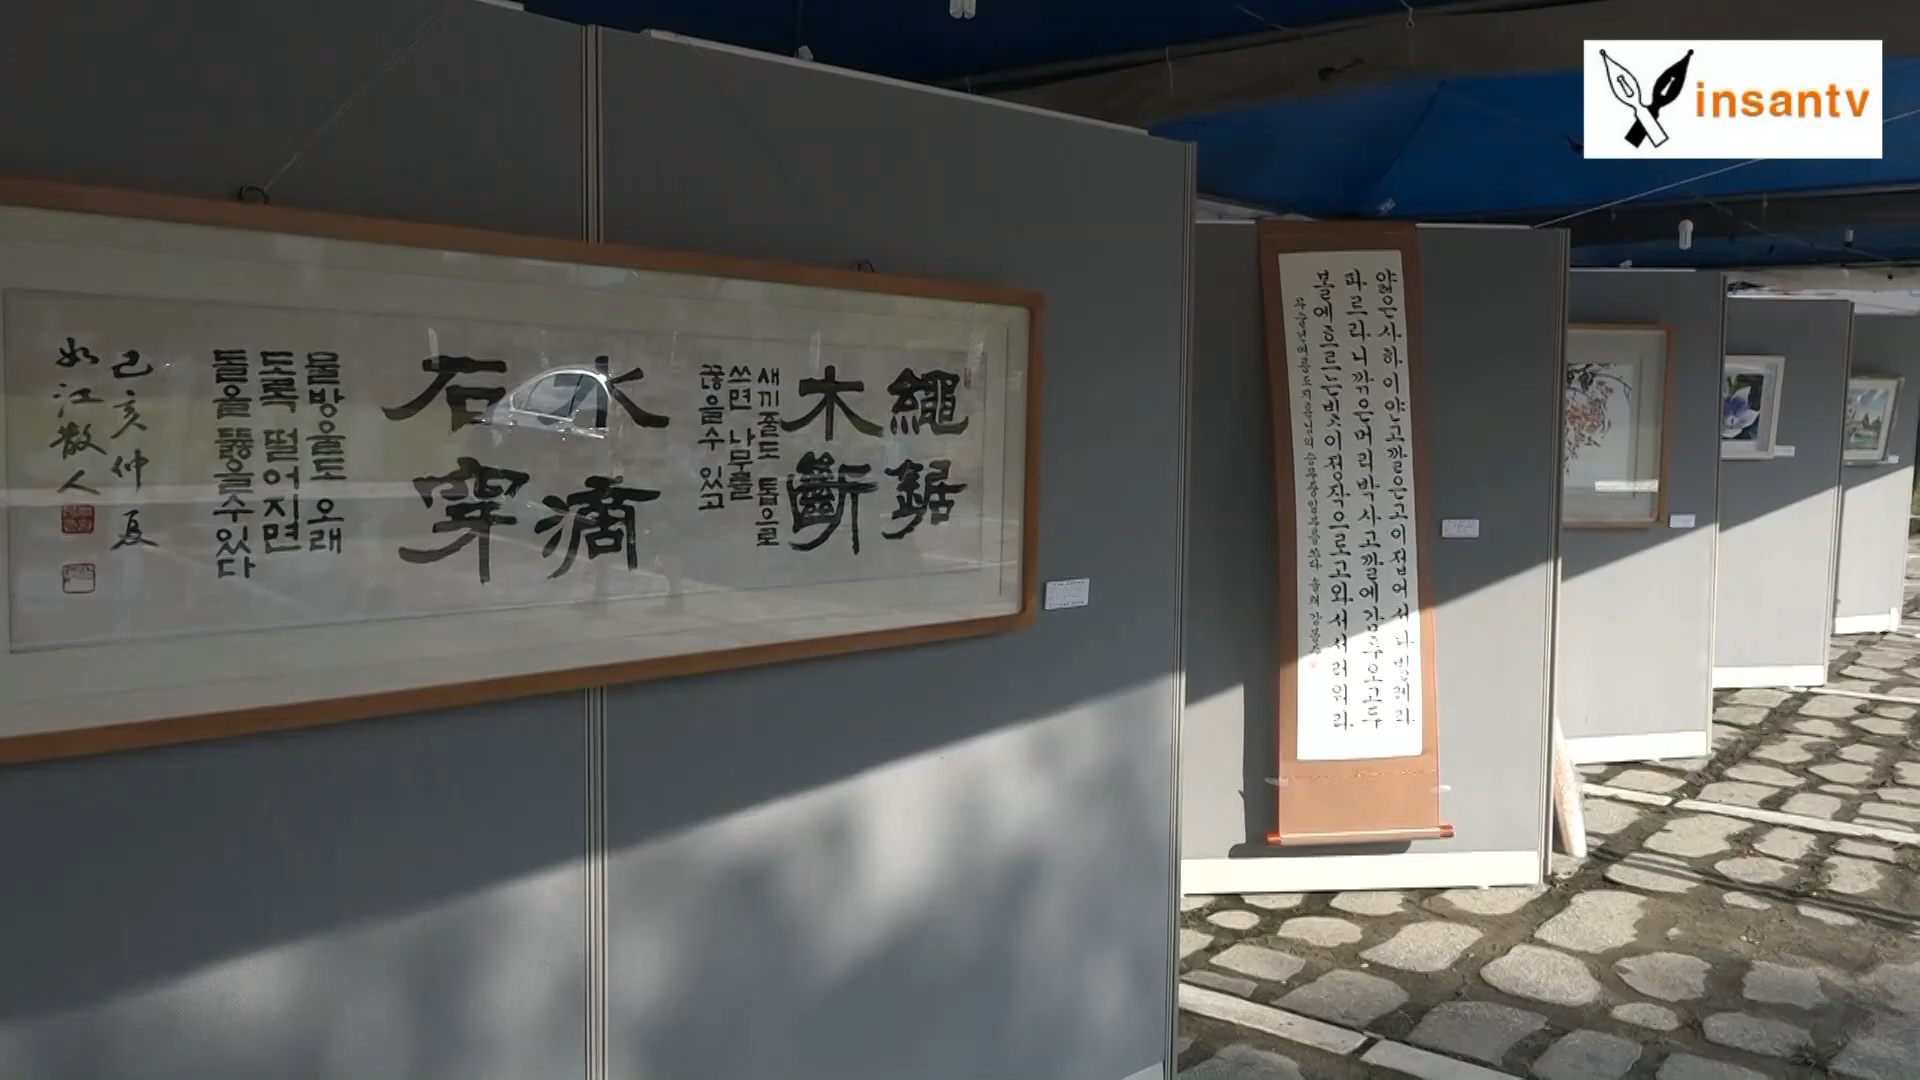 insantv
繩鋸
木斷
새끼줄도 톱으로
쓰면 나무를
끊을 수 있고
水滴
石穿
물방울도 오래
도록 떨어지면
돌을 뚫을 수 있다
己亥仲夏
如江散人
얇은사하이얀고깔은고이접어서나빌레라
파르라니깎은머리박사고깔에감추오고두
볼에흐르는빛이정작으로고와서서러워라